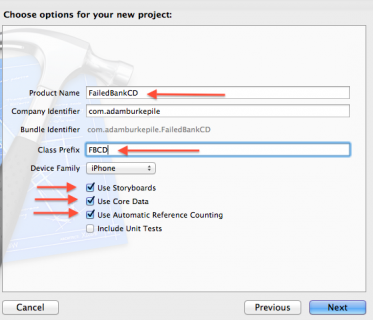 Choose options for your new project:
Product Name FailedBankCD
Company Identifier com.adamburkepile
Bundle Identifier com.adamburkepile.FailedBankCD
Class Prefix FBCD
Device Family iPhone
Use Storyboards
Use Core Data
Use Automatic Reference Counting
Include Unit Tests
Cancel Previous Next